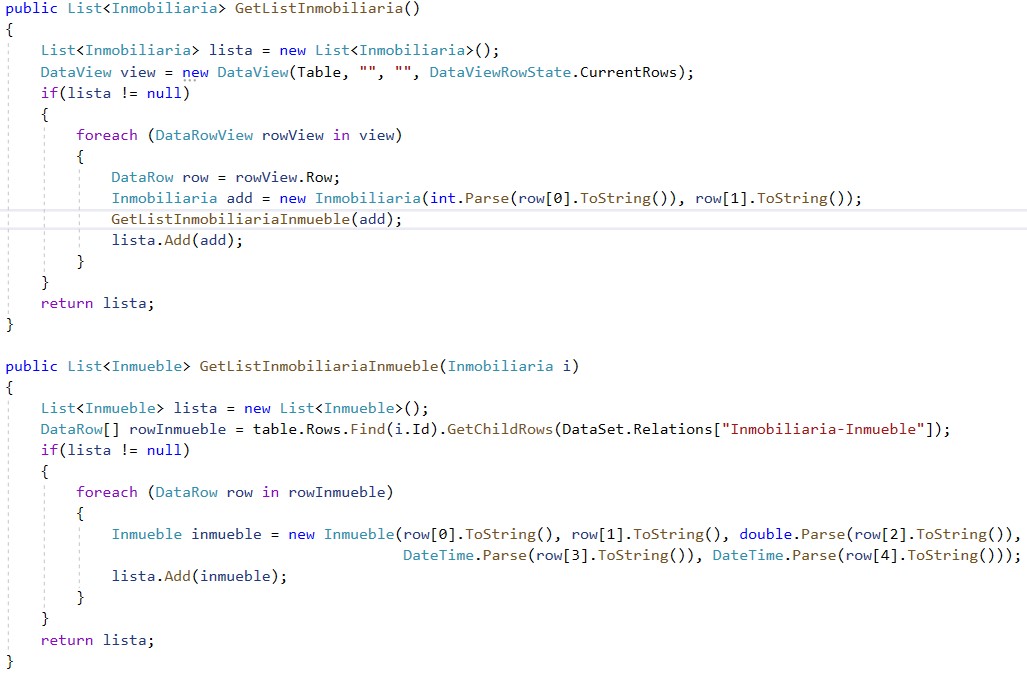 public List<Inmobiliaria> GetListInmobiliaria()
{
    List<Inmobiliaria> lista = new List<Inmobiliaria>();
    DataView view = new DataView(Table, "", "", DataViewRowState.CurrentRows);
    if(lista != null)
    {
        foreach (DataRowView rowView in view)
        {
            DataRow row = rowView.Row;
            Inmobiliaria add = new Inmobiliaria(int.Parse(row[0].ToString()), row[1].ToString());
            GetListInmobiliariaInmueble(add);
            lista.Add(add);
        }
    }
    return lista;
}

public List<Inmueble> GetListInmobiliariaInmueble(Inmobiliaria i)
{
    List<Inmueble> lista = new List<Inmueble>();
    DataRow[] rowInmueble = table.Rows.Find(i.Id).GetChildRows(DataSet.Relations["Inmobiliaria-Inmueble"]);
    if(lista != null)
    {
        foreach (DataRow row in rowInmueble)
        {
            Inmueble inmueble = new Inmueble(row[0].ToString(), row[1].ToString(), double.Parse(row[2].ToString()),
                                             DateTime.Parse(row[3].ToString()), DateTime.Parse(row[4].ToString()));
            lista.Add(inmueble);
        }
    }
    return lista;
}